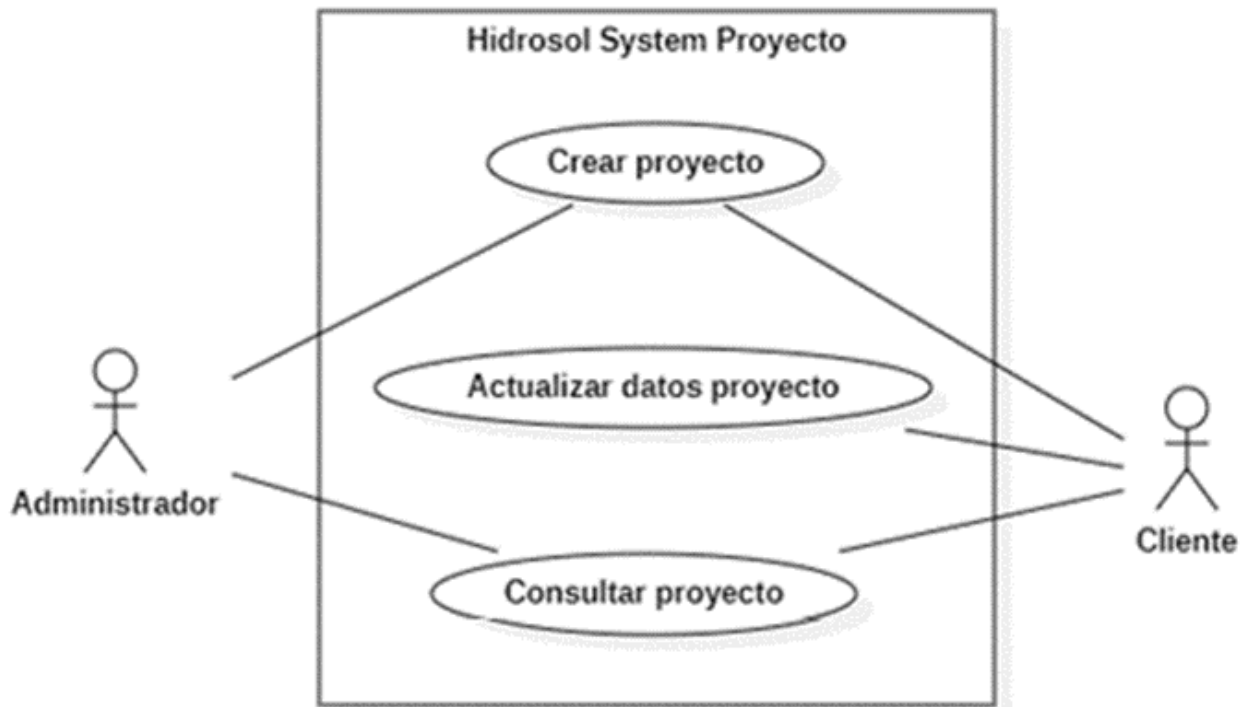 Hidrosol System Proyecto
Crear proyecto
Actualizar datos proyecto
Administrador
Cliente
Consultar proyecto